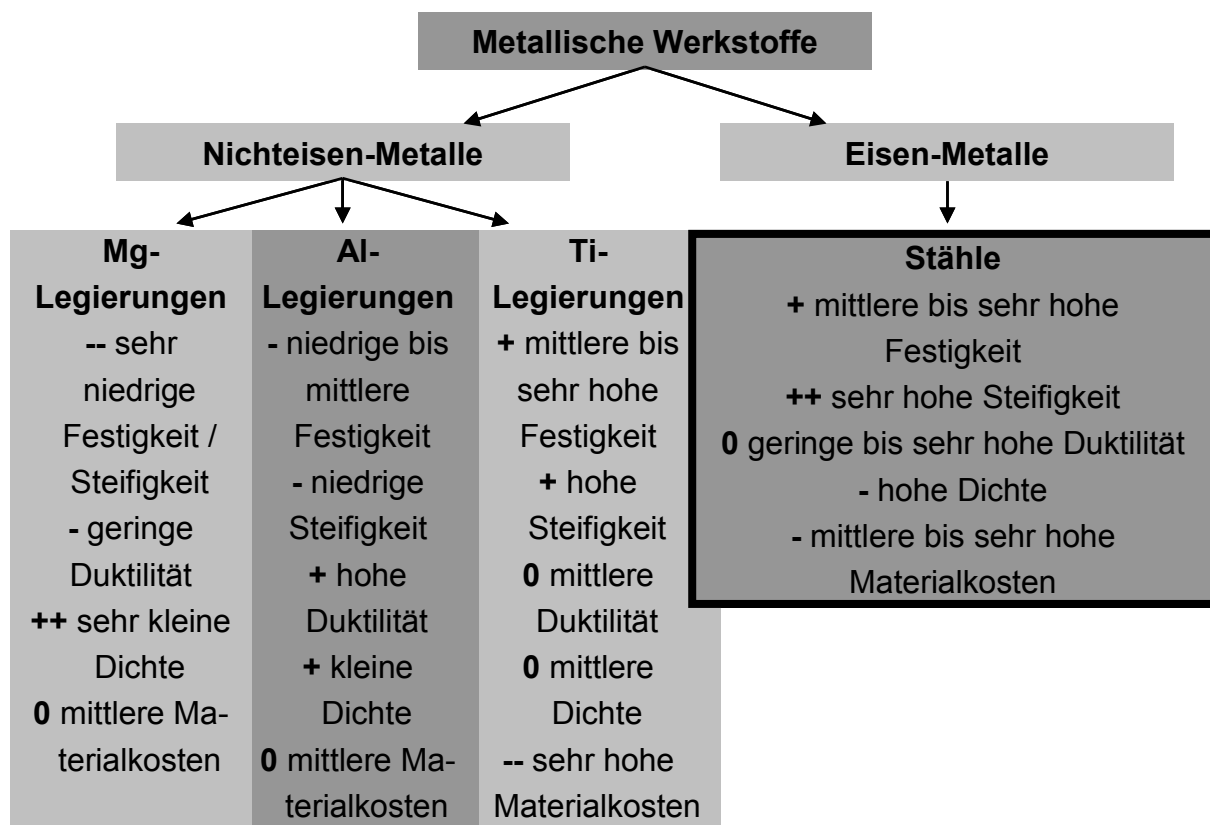 Metallische Werkstoffe
Nichteisen-Metalle
Eisen-Metalle
Mg-
Legierungen
-- sehr
niedrige
Festigkeit /
Steifigkeit
- geringe
Duktilität
++ sehr kleine
Dichte
0 mittlere Ma-
terialkosten
Al-
Legierungen
- niedrige bis
mittlere
Festigkeit
- niedrige
Steifigkeit
+ hohe
Duktilität
+ kleine
Dichte
0 mittlere Ma-
terialkosten
Ti-
Legierungen
+ mittlere bis
sehr hohe
Festigkeit
+ hohe
Steifigkeit
0 mittlere
Duktilität
0 mittlere
Dichte
-- sehr hohe
Materialkosten
Stähle
+ mittlere bis sehr hohe
Festigkeit
++ sehr hohe Steifigkeit
0 geringe bis sehr hohe Duktilität
- hohe Dichte
- mittlere bis sehr hohe
Materialkosten